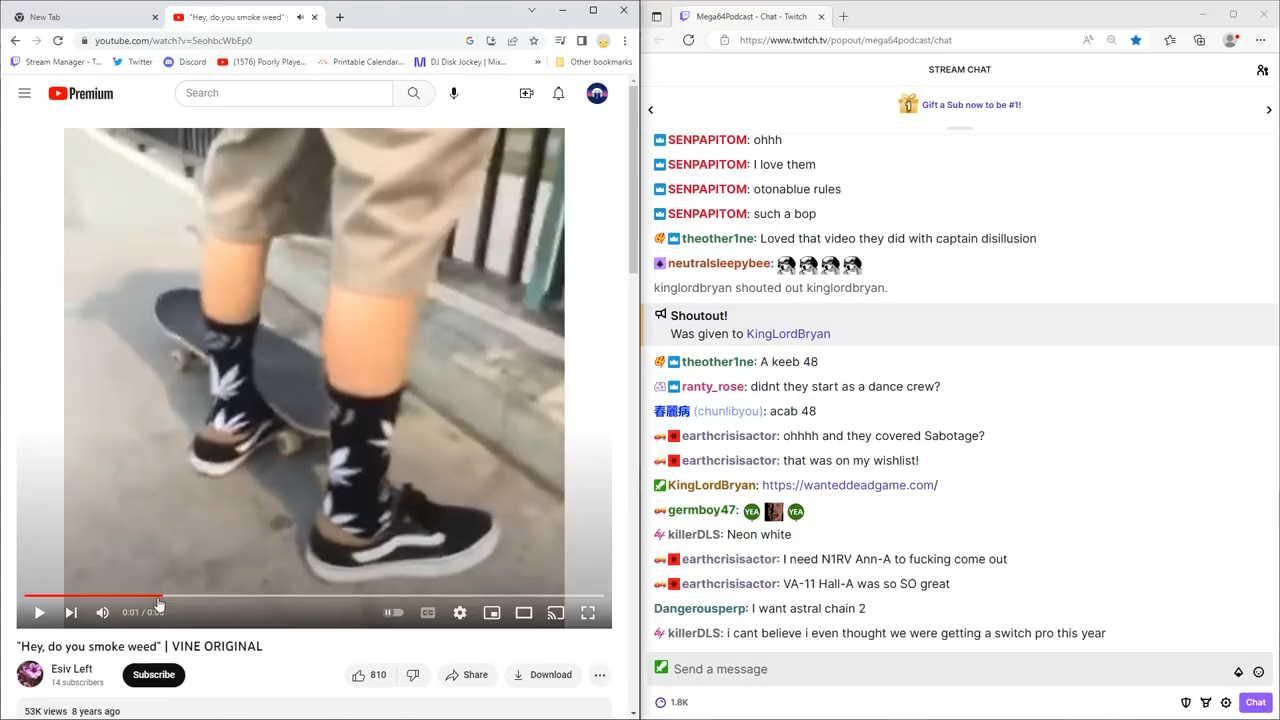 New Tab
"Hey, do you smoke weed"
youtube.com/watch?v=5eohbcWbEp0
Stream Manager - T...
Twitter
Discord
(1576) Poorly Playe...
Printable Calendar...
DJ Disk Jockey | Mix...
Other bookmarks
Premium
Search
0:01 / 0:0
CC
"Hey, do you smoke weed" | VINE ORIGINAL
Esiv Left
14 subscribers
Subscribe
810
Share
Download
53K views 8 years ago
Mega64Podcast - Chat - Twitch
https://www.twitch.tv/popout/mega64podcast/chat
STREAM CHAT
Gift a Sub now to be #1!
SENPAPITOM: ohhh
SENPAPITOM: I love them
SENPAPITOM: otonablue rules
SENPAPITOM: such a bop
theother1ne: Loved that video they did with captain disillusion
neutralsleepybee:
kinglordbryan shouted out kinglordbryan.
Shoutout!
Was given to KingLordBryan
theother1ne: A keeb 48
ranty_rose: didnt they start as a dance crew?
春麗病 (chunlibyou): acab 48
earthcrisisactor: ohhhh and they covered Sabotage?
earthcrisisactor: that was on my wishlist!
KingLordBryan: https://wanteddeadgame.com/
germboy47: YEA YEA
killerDLS: Neon white
earthcrisisactor: I need N1RV Ann-A to fucking come out
earthcrisisactor: VA-11 Hall-A was so SO great
Dangerousperp: I want astral chain 2
killerDLS: i cant believe i even thought we were getting a switch pro this year
Send a message
1.8K
Chat